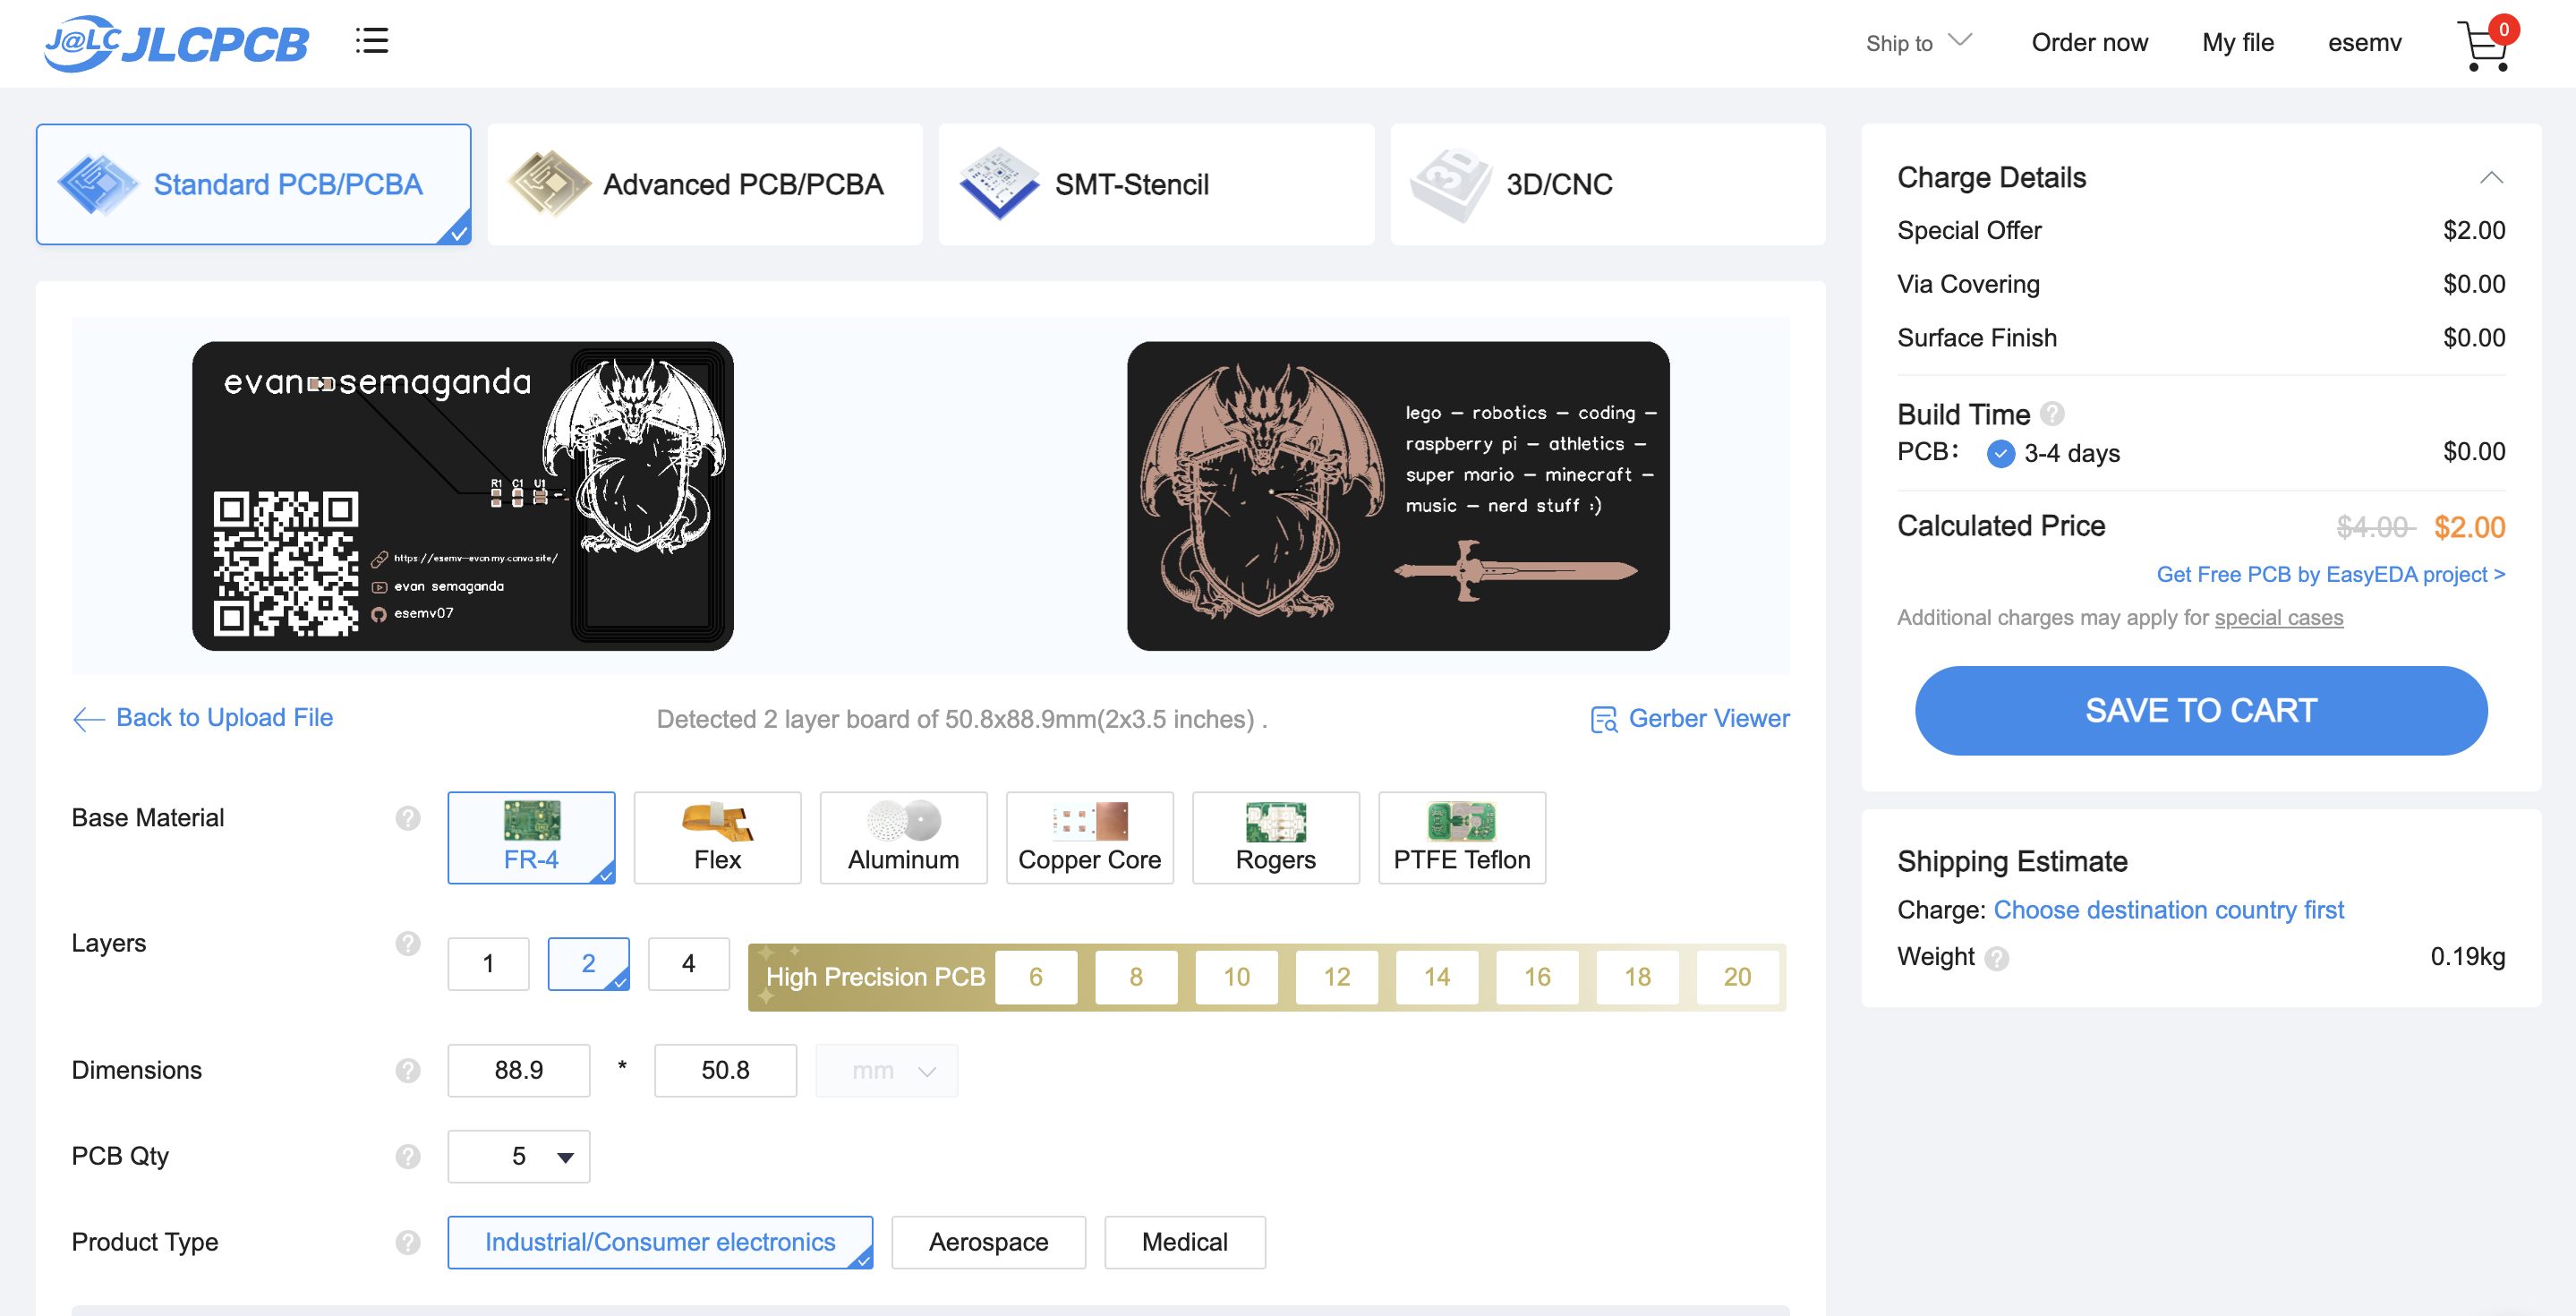 J@LC JLCPCB
Ship to
Order now
My file
esemv
0
Standard PCB/PCBA
Advanced PCB/PCBA
SMT-Stencil
3D
3D/CNC
evan semaganda
R1 C1 U1
https://esemv-evan.my.canva.site/
evan semaganda
esemv07
lego – robotics – coding –
raspberry pi – athletics –
super mario – minecraft –
music – nerd stuff :)
Back to Upload File
Detected 2 layer board of 50.8x88.9mm(2x3.5 inches) .
Gerber Viewer
Base Material
?
FR-4
Flex
Aluminum
Copper Core
Rogers
PTFE Teflon
Layers
?
1
2
4
High Precision PCB
6
8
10
12
14
16
18
20
Dimensions
?
88.9
*
50.8
mm
PCB Qty
?
5
Product Type
?
Industrial/Consumer electronics
Aerospace
Medical
Charge Details
Special Offer $2.00
Via Covering $0.00
Surface Finish $0.00
Build Time ?
PCB: 3-4 days $0.00
Calculated Price $4.00 $2.00
Get Free PCB by EasyEDA project >
Additional charges may apply for special cases
SAVE TO CART
Shipping Estimate
Charge: Choose destination country first
Weight ? 0.19kg